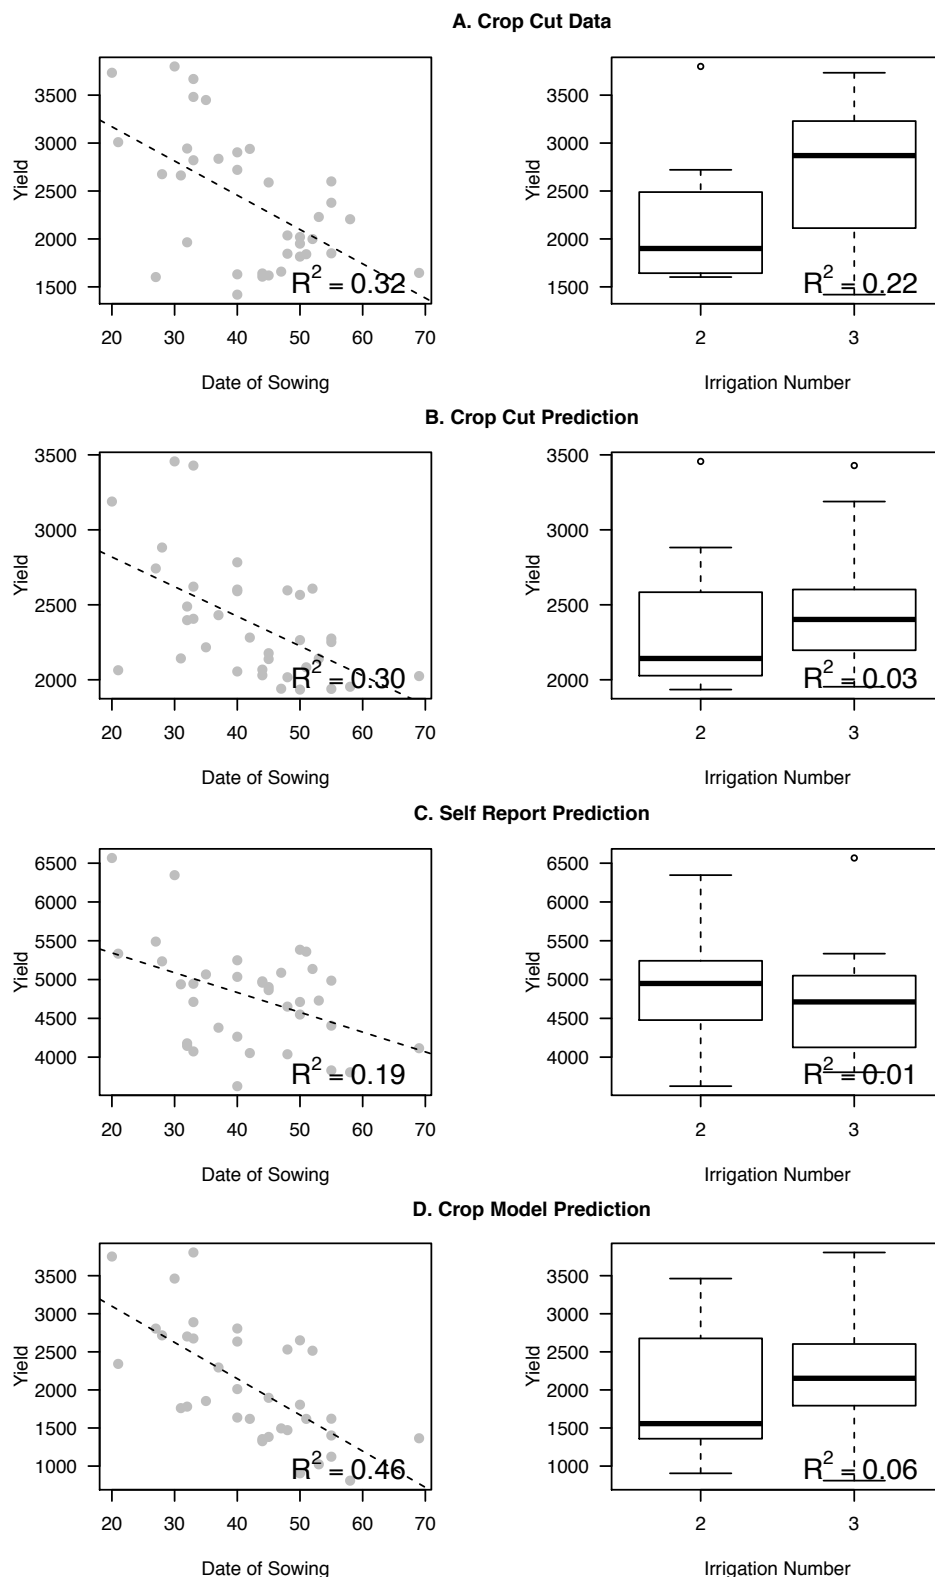 A. Crop Cut Data
Yield
3500
3000
2500
2000
1500
R² = 0.32
20 30 40 50 60 70
Date of Sowing
Yield
3500
3000
2500
2000
1500
R² = 0.22
2 3
Irrigation Number
B. Crop Cut Prediction
Yield
3500
3000
2500
2000
R² = 0.30
20 30 40 50 60 70
Date of Sowing
Yield
3500
3000
2500
2000
R² = 0.03
2 3
Irrigation Number
C. Self Report Prediction
Yield
6500
6000
5500
5000
4500
4000
R² = 0.19
20 30 40 50 60 70
Date of Sowing
Yield
6500
6000
5500
5000
4500
4000
R² = 0.01
2 3
Irrigation Number
D. Crop Model Prediction
Yield
3500
3000
2500
2000
1500
1000
R² = 0.46
20 30 40 50 60 70
Date of Sowing
Yield
3500
3000
2500
2000
1500
1000
R² = 0.06
2 3
Irrigation Number